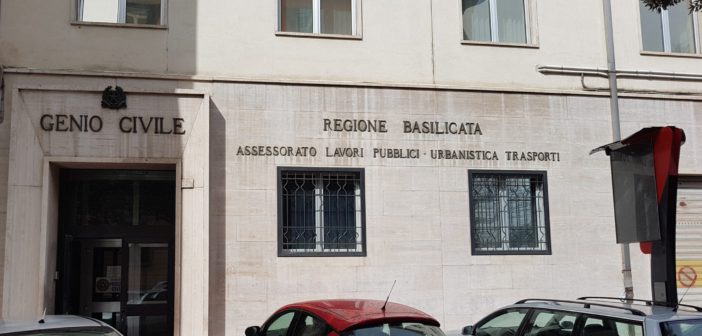 GENIO CIVILE
REGIONE BASILICATA
ASSESSORATO LAVORI PUBBLICI - URBANISTICA TRASPORTI